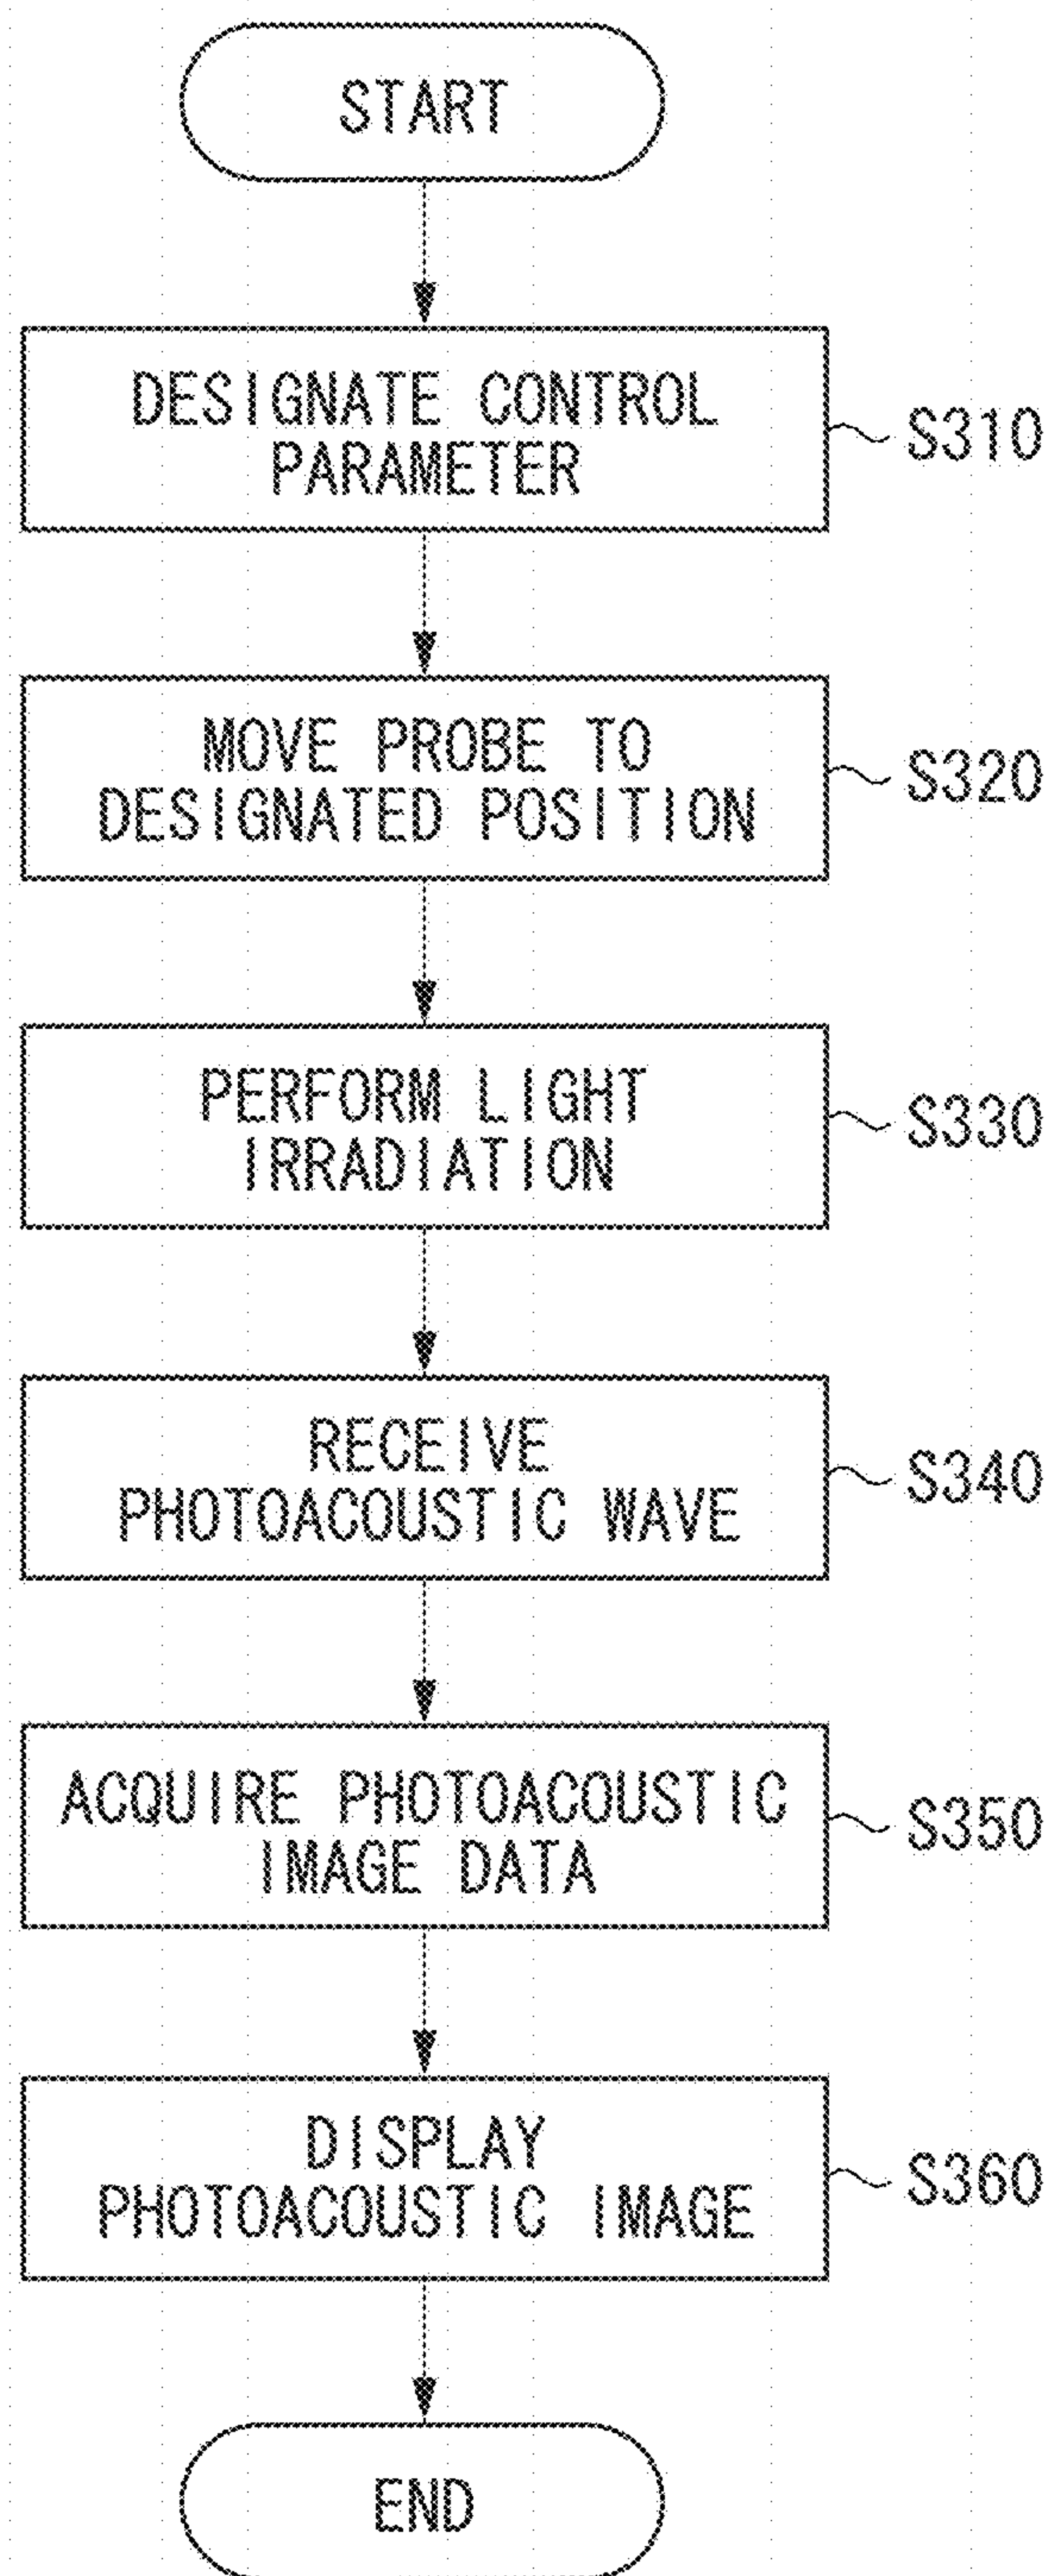 START
DESIGNATE CONTROL
PARAMETER
S310
MOVE PROBE TO
DESIGNATED POSITION
S320
PERFORM LIGHT
IRRADIATION
S330
RECEIVE
PHOTOACOUSTIC WAVE
S340
ACQUIRE PHOTOACOUSTIC
IMAGE DATA
S350
DISPLAY
PHOTOACOUSTIC IMAGE
S360
END